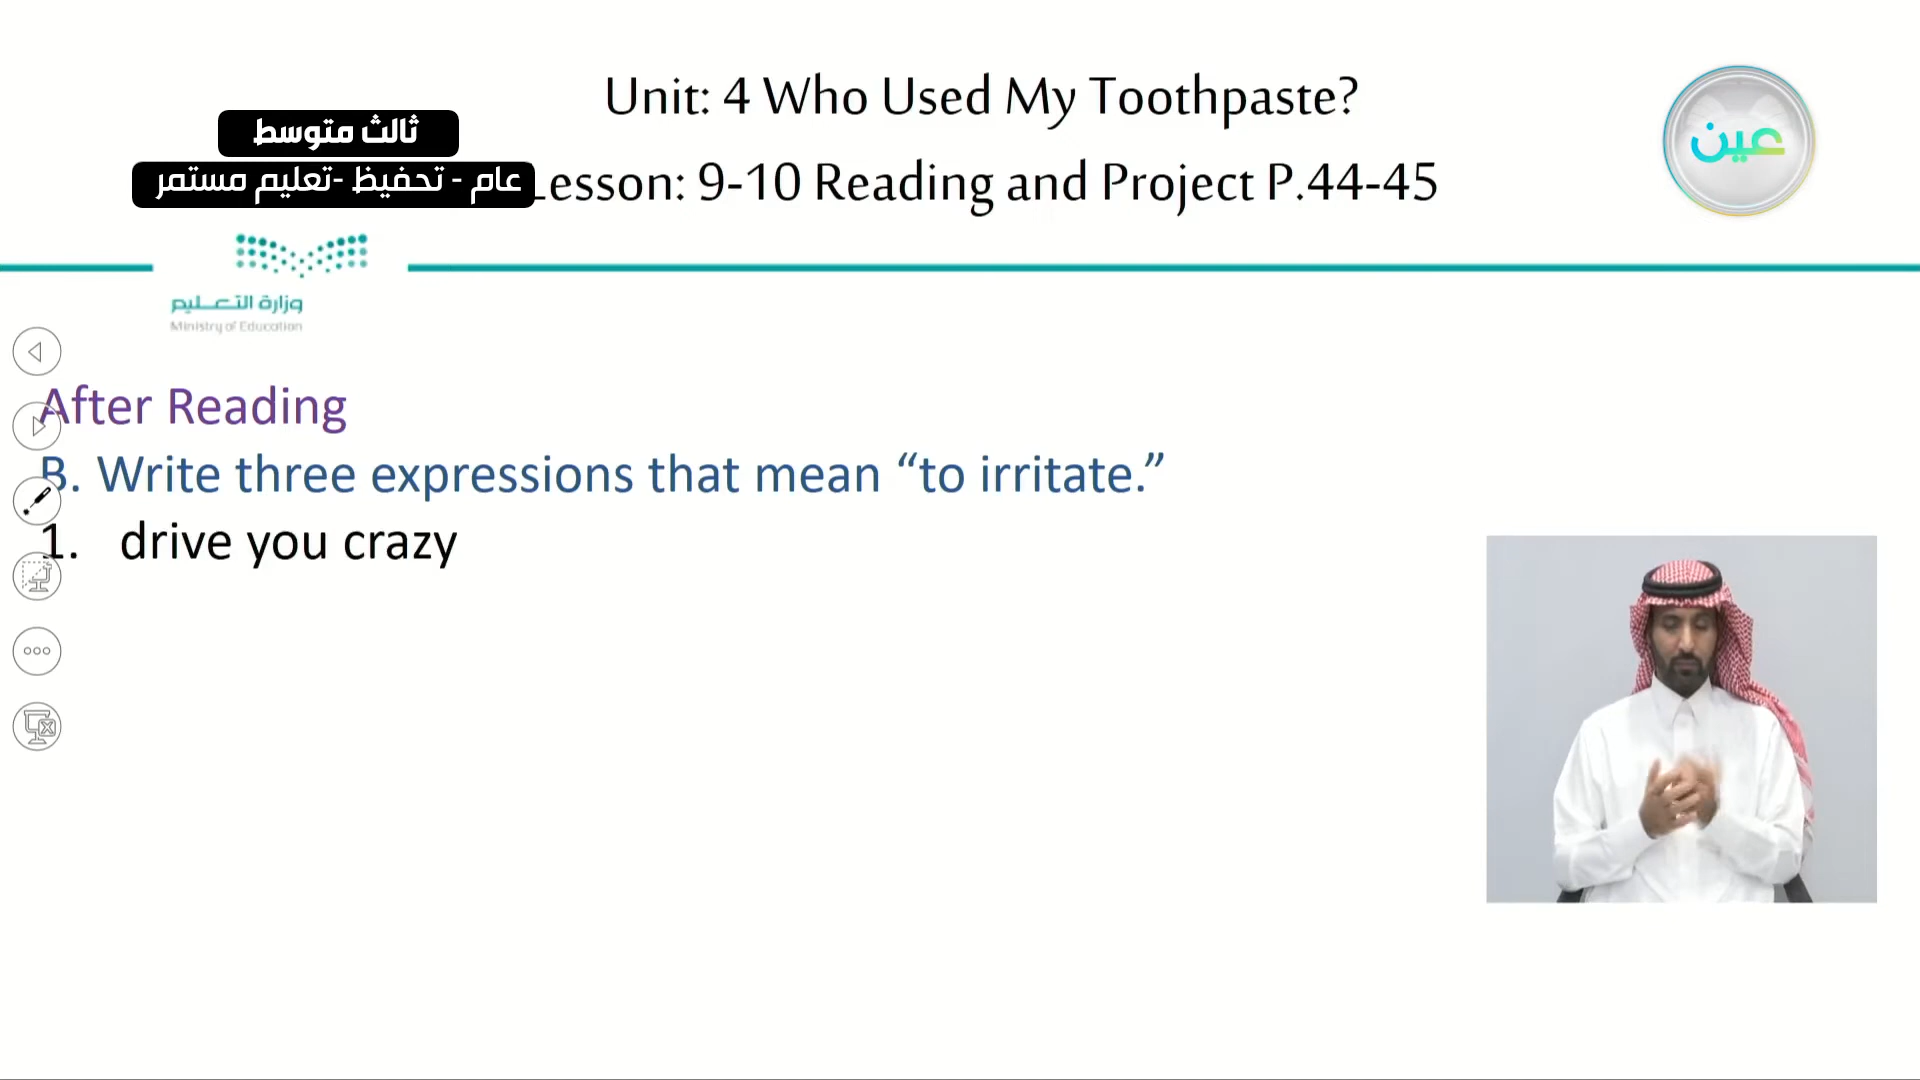 Unit: 4 Who Used My Toothpaste?
ثالث متوسط
عام - تحفيظ -تعليم مستمر
Lesson: 9-10 Reading and Project P.44-45
عين
وزارة التعليم
Ministry of Education
After Reading
B. Write three expressions that mean “to irritate.”
1. drive you crazy